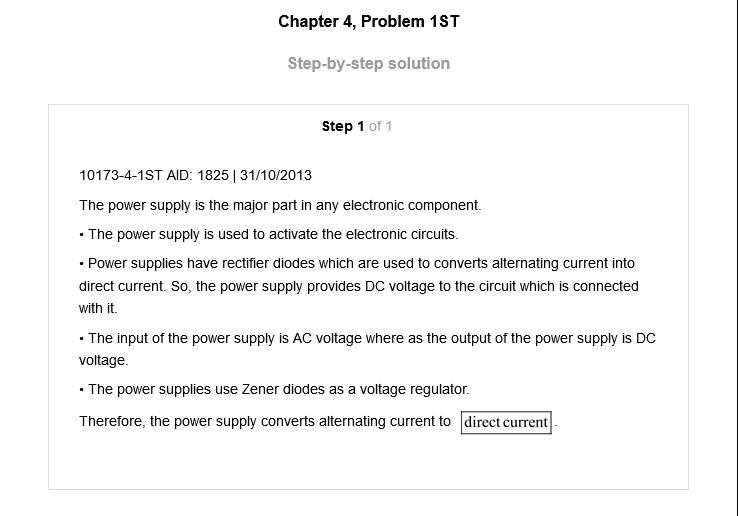 Chapter 4, Problem 1ST
Step-by-step solution
Step 1 of 1
10173-4-1ST AID: 1825 | 31/10/2013
The power supply is the major part in any electronic component.
• The power supply is used to activate the electronic circuits.
• Power supplies have rectifier diodes which are used to converts alternating current into
direct current. So, the power supply provides DC voltage to the circuit which is connected
with it.
• The input of the power supply is AC voltage where as the output of the power supply is DC
voltage.
• The power supplies use Zener diodes as a voltage regulator.
Therefore, the power supply converts alternating current to direct current.